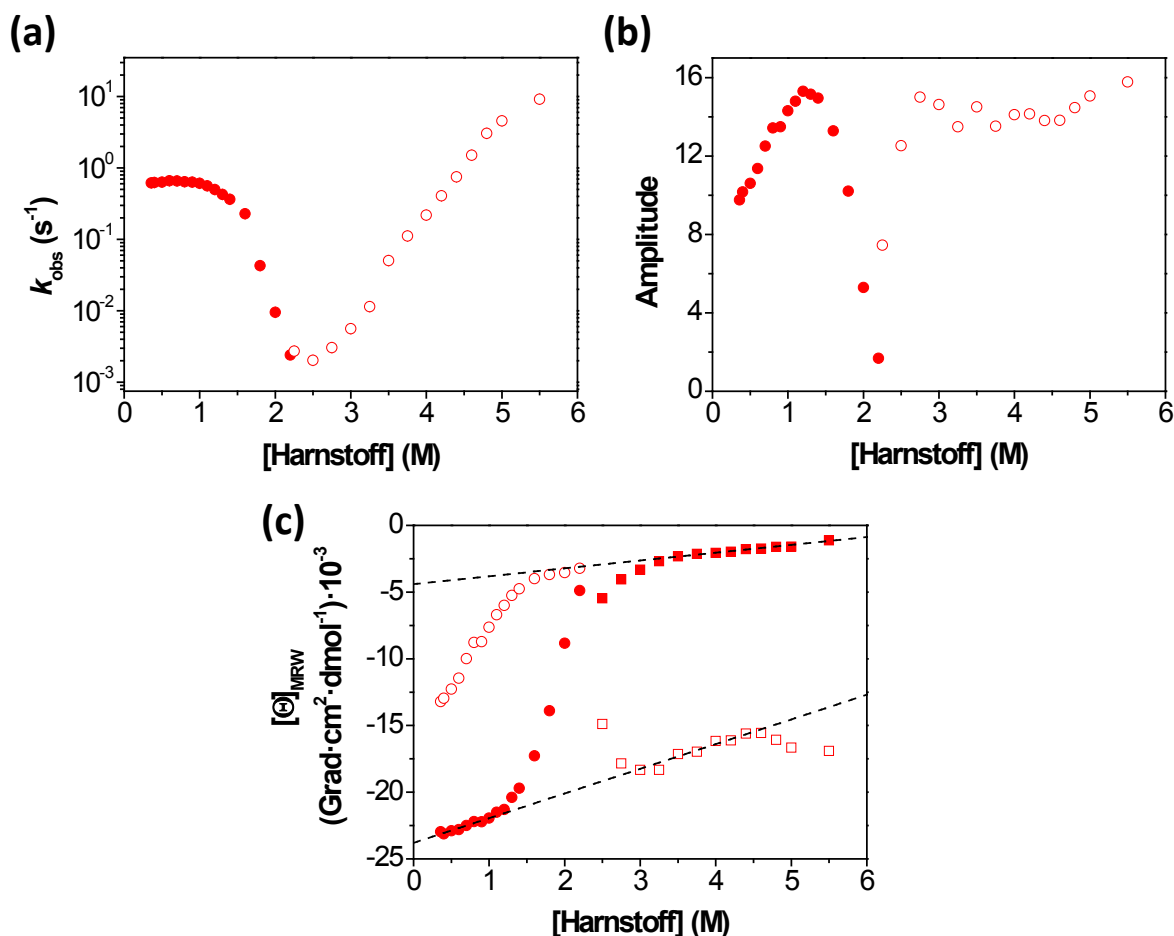 (a)
10¹
10⁰
10⁻¹
10⁻²
10⁻³
k_obs (s⁻¹)
0 1 2 3 4 5 6
[Harnstoff] (M)
(b)
16
12
8
4
0
Amplitude
0 1 2 3 4 5 6
[Harnstoff] (M)
(c)
0
-5
-10
-15
-20
-25
[Θ]_MRW
(Grad·cm²·dmol⁻¹)·10⁻³
0 1 2 3 4 5 6
[Harnstoff] (M)